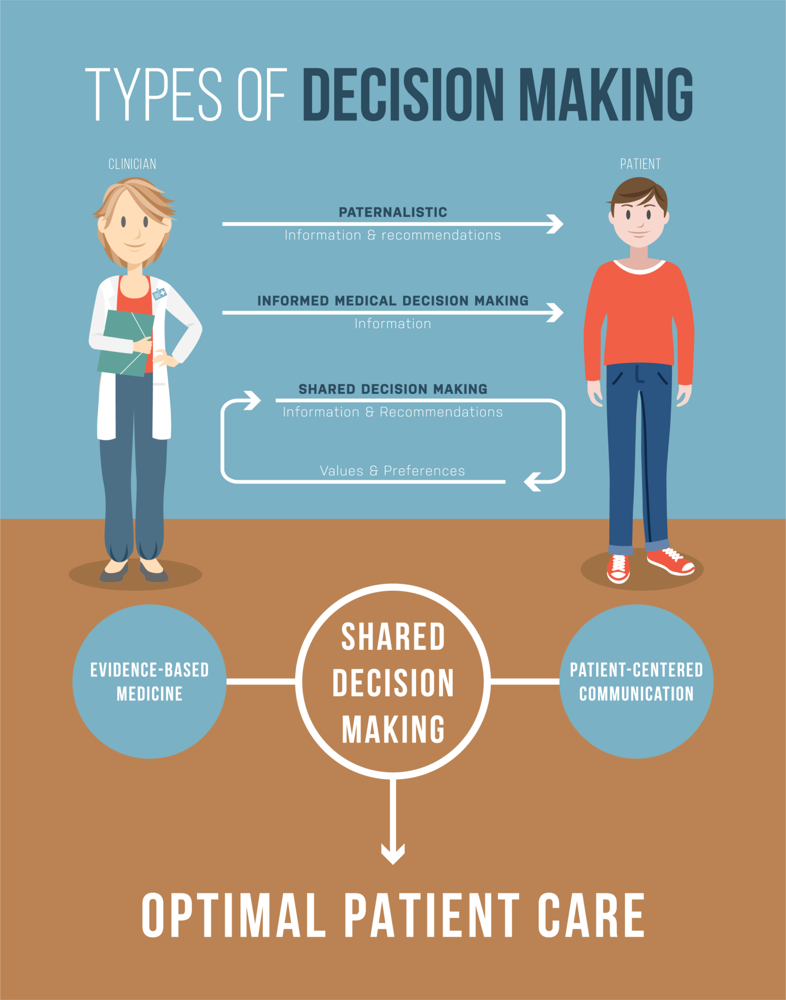 TYPES OF DECISION MAKING
CLINICIAN
PATIENT
PATERNALISTIC
Information & recommendations
INFORMED MEDICAL DECISION MAKING
Information
SHARED DECISION MAKING
Information & Recommendations
Values & Preferences
EVIDENCE-BASED
MEDICINE
SHARED
DECISION
MAKING
PATIENT-CENTERED
COMMUNICATION
OPTIMAL PATIENT CARE